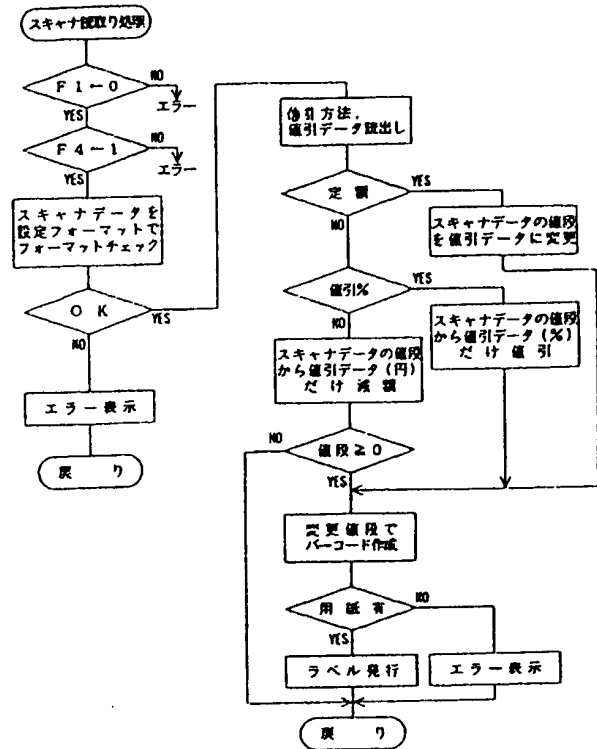 スキャナ読取り処理
F1←0
NO
エラー
YES
F4←1
NO
エラー
YES
スキャナデータを
設定フォーマットで
フォーマットチェック
OK
YES
NO
エラー表示
戻り
値引方法,
値引データ読出し
定額
YES
NO
スキャナデータの値段
を値引データに変更
値引%
YES
NO
スキャナデータの値段
から値引データ(%)
だけ値引
スキャナデータの値段
から値引データ(円)
だけ減額
値段≧0
NO
YES
変更値段で
バーコード作成
用紙有
NO
YES
ラベル発行
エラー表示
戻り